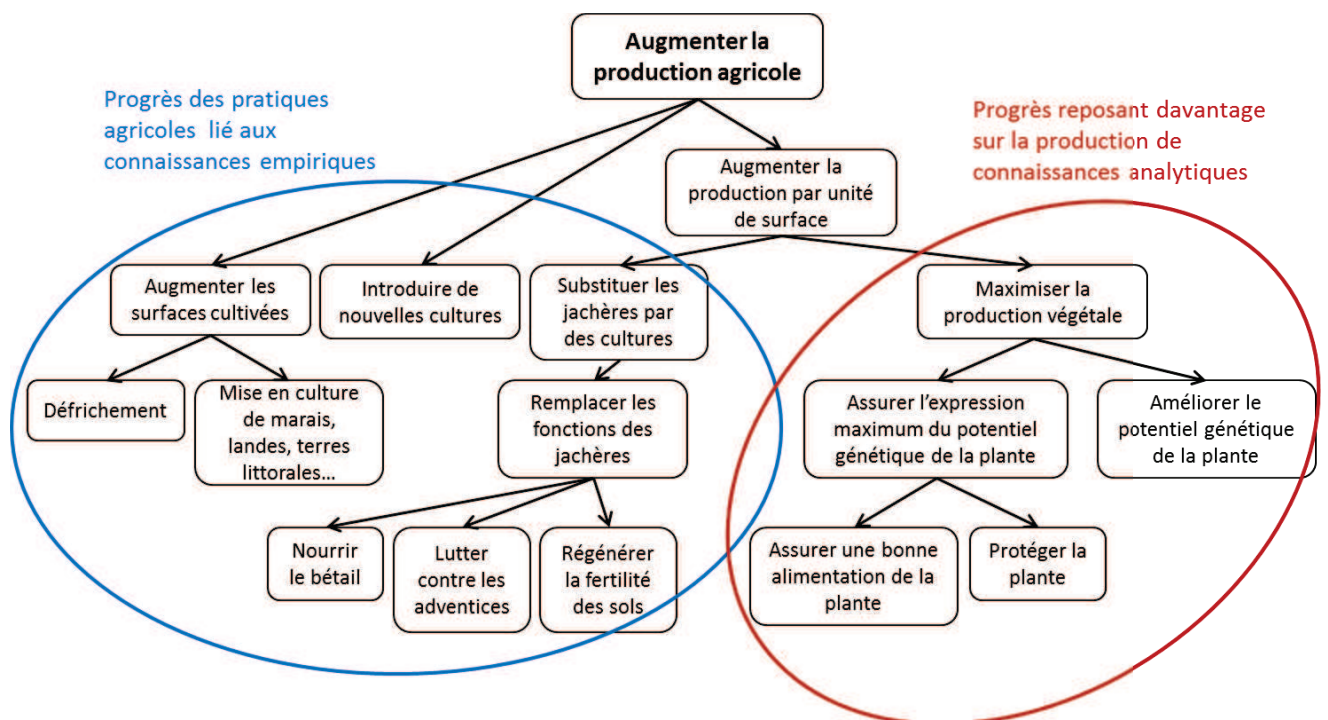 Augmenter la
production agricole
Progrès des pratiques
agricoles lié aux
connaissances empiriques
Progrès reposant davantage
sur la production de
connaissances analytiques
Augmenter la
production par unité
de surface
Augmenter les
surfaces cultivées
Introduire de
nouvelles cultures
Substituer les
jachères par
des cultures
Maximiser la
production végétale
Défrichement
Mise en culture
de marais,
landes, terres
littorales...
Remplacer les
fonctions des
jachères
Assurer l'expression
maximum du potentiel
génétique de la plante
Améliorer le
potentiel génétique
de la plante
Nourrir
le bétail
Lutter
contre les
adventices
Régénérer
la fertilité
des sols
Assurer une bonne
alimentation de la
plante
Protéger la
plante